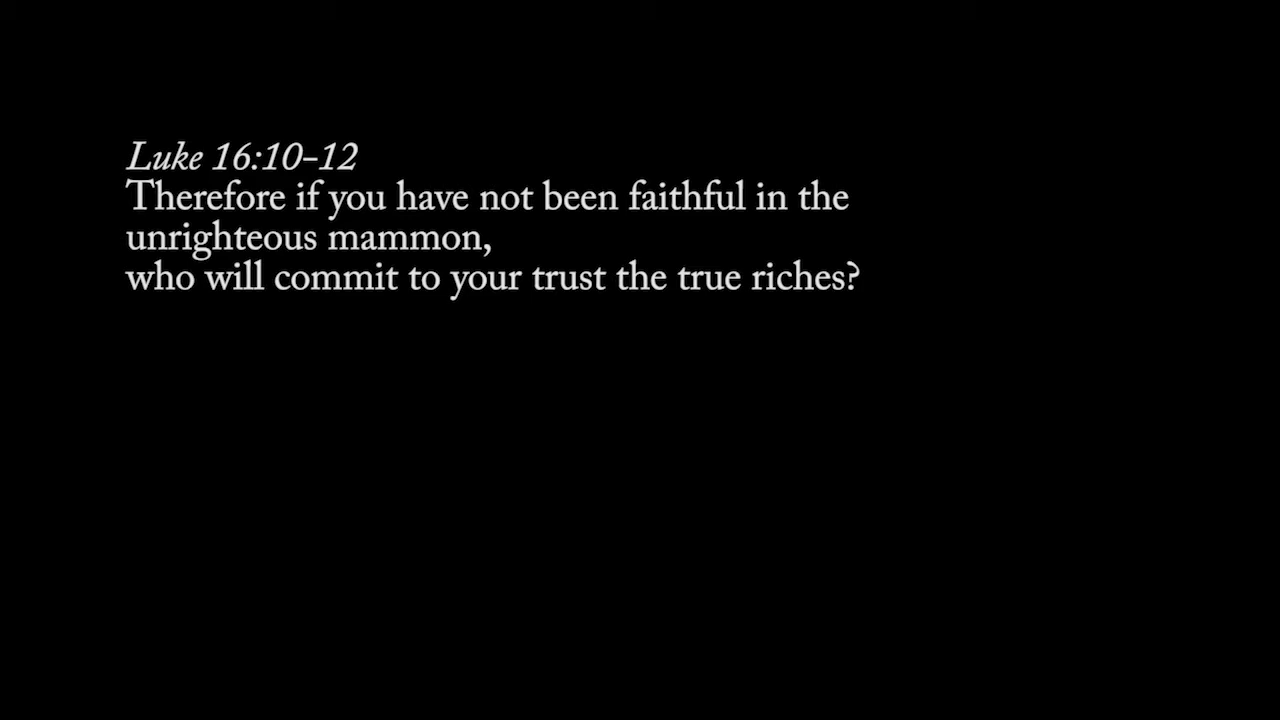 Luke 16:10-12
Therefore if you have not been faithful in the
unrighteous mammon,
who will commit to your trust the true riches?